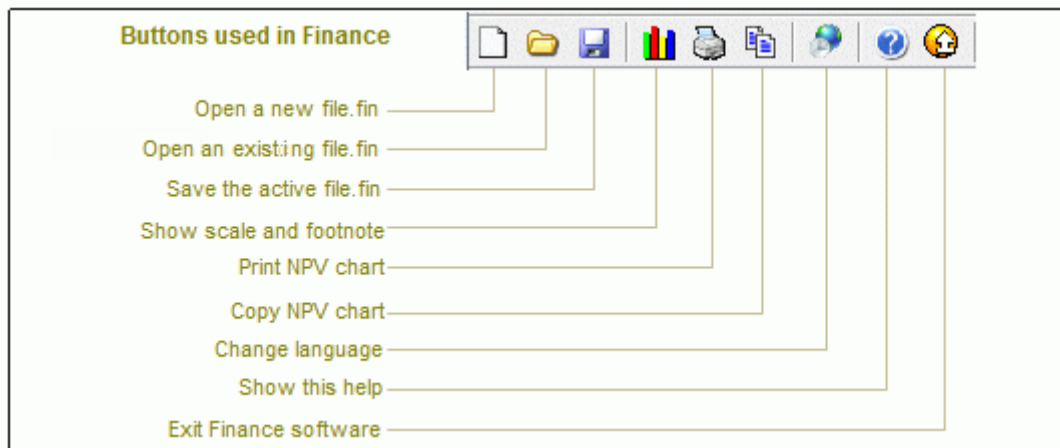 Buttons used in Finance
Open a new file.fin
Open an existing file.fin
Save the active file.fin
Show scale and footnote
Print NPV chart
Copy NPV chart
Change language
Show this help
Exit Finance software